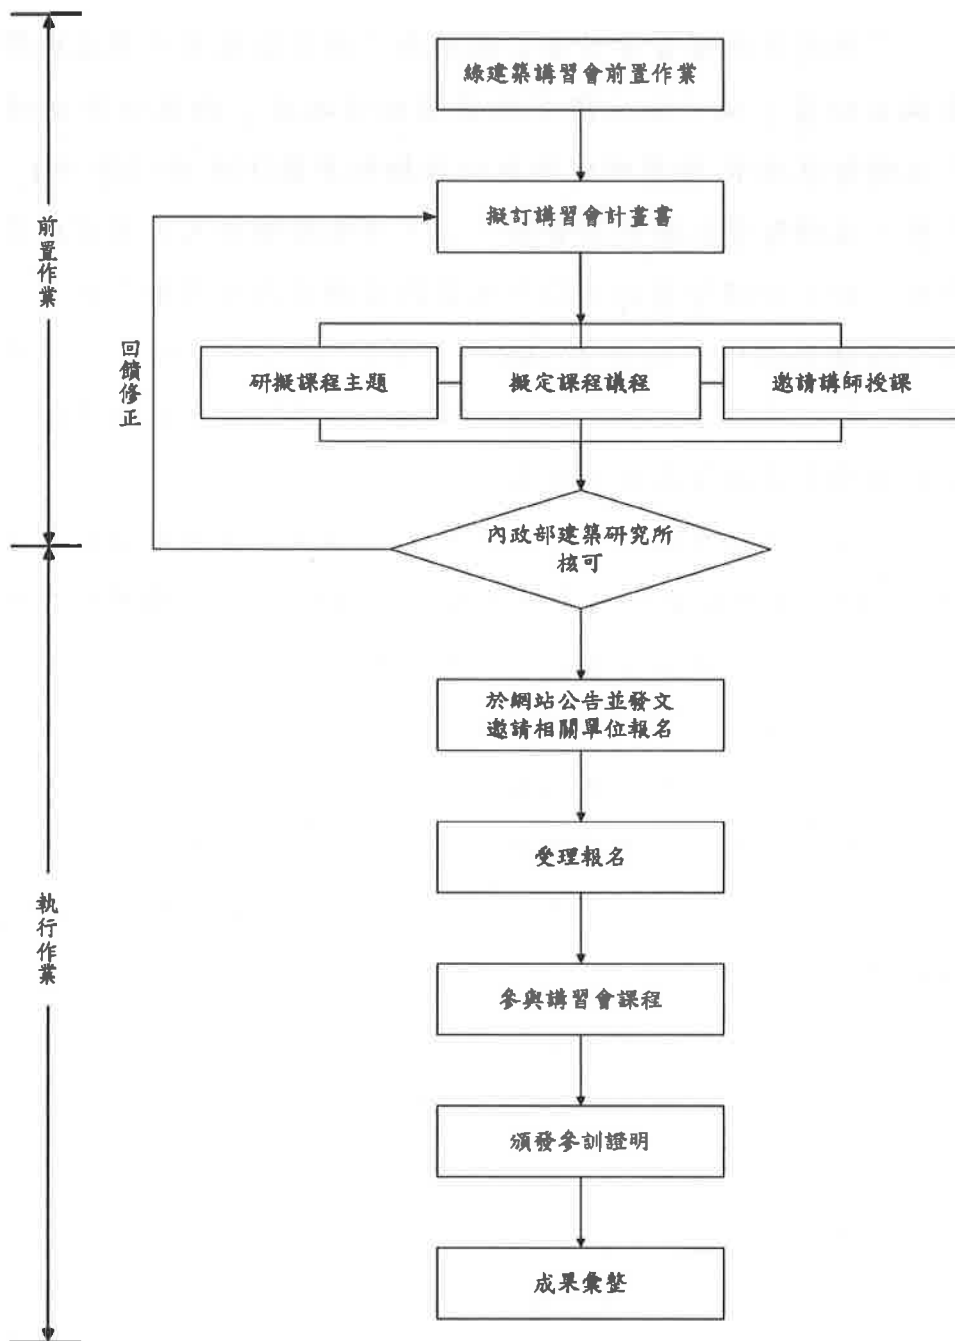 綠建築講習會前置作業
擬訂講習會計畫書
前置作業
回饋修正
研擬課程主題
擬定課程議程
邀請講師授課
內政部建築研究所
核可
於網站公告並發文
邀請相關單位報名
受理報名
執行作業
參與講習會課程
頒發參訓證明
成果彙整